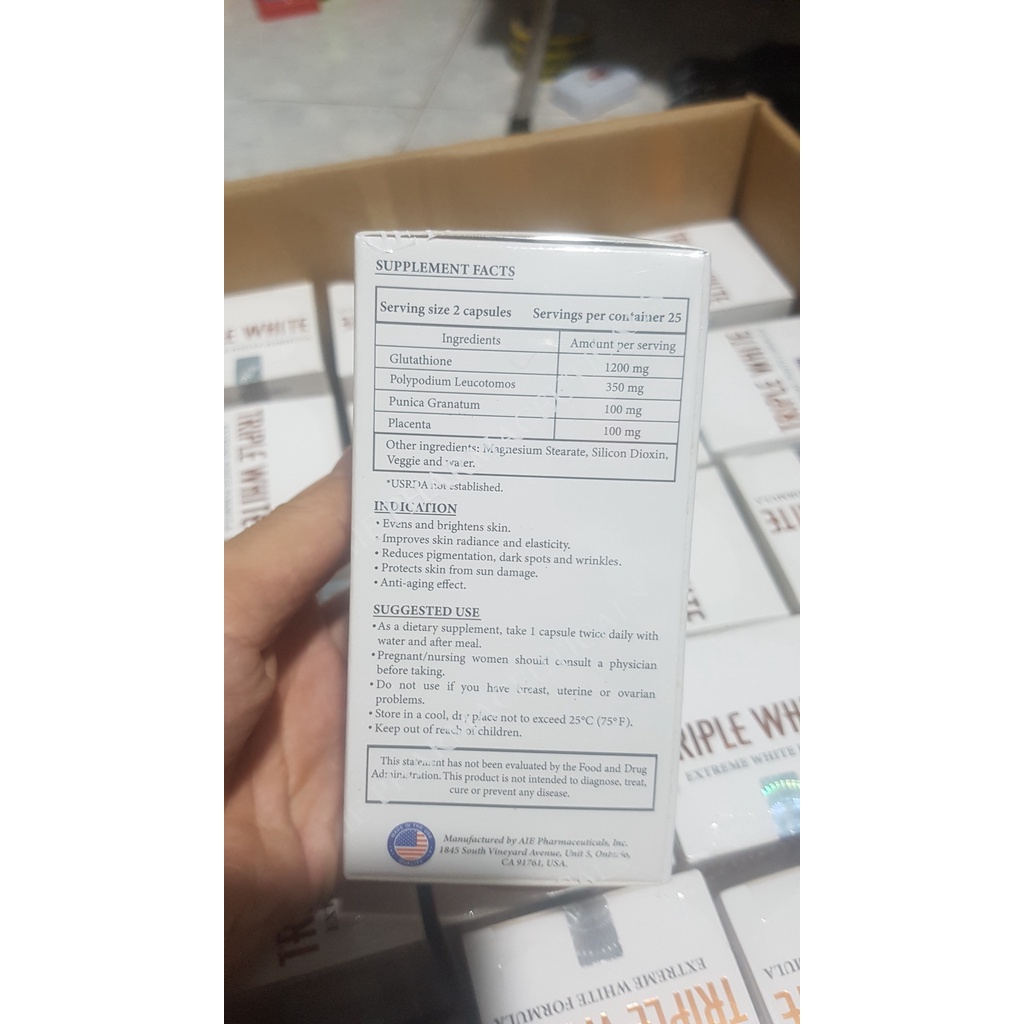 SUPPLEMENT FACTS
Serving size 2 capsules Servings per container 25
Ingredients Amount per serving
Glutathione 1200 mg
Polypodium Leucotomos 350 mg
Punica Granatum 100 mg
Placenta 100 mg
Other ingredients: Magnesium Stearate, Silicon Dioxin,
Veggie and water.
*USRDA not established.
INDICATION
• Evens and brightens skin.
• Improves skin radiance and elasticity.
• Reduces pigmentation, dark spots and wrinkles.
• Protects skin from sun damage.
• Anti-aging effect.
SUGGESTED USE
• As a dietary supplement, take 1 capsule twice daily with
water and after meal.
• Pregnant/nursing women should consult a physician
before taking.
• Do not use if you have breast, uterine or ovarian
problems.
• Store in a cool, dry place not to exceed 25°C (75°F).
• Keep out of reach of children.
This statement has not been evaluated by the Food and Drug
Administration. This product is not intended to diagnose, treat,
cure or prevent any disease.
Manufactured by AIE Pharmaceuticals, Inc.
1845 South Vineyard Avenue, Unit 5, Ontario,
CA 91761, USA.
E WHITE
TRIPLE WHITE
TRIPLE WHITE
RIPLE WH
EXTREME WHITE
EXTREME WHITE FORMULA
TRIPLE W